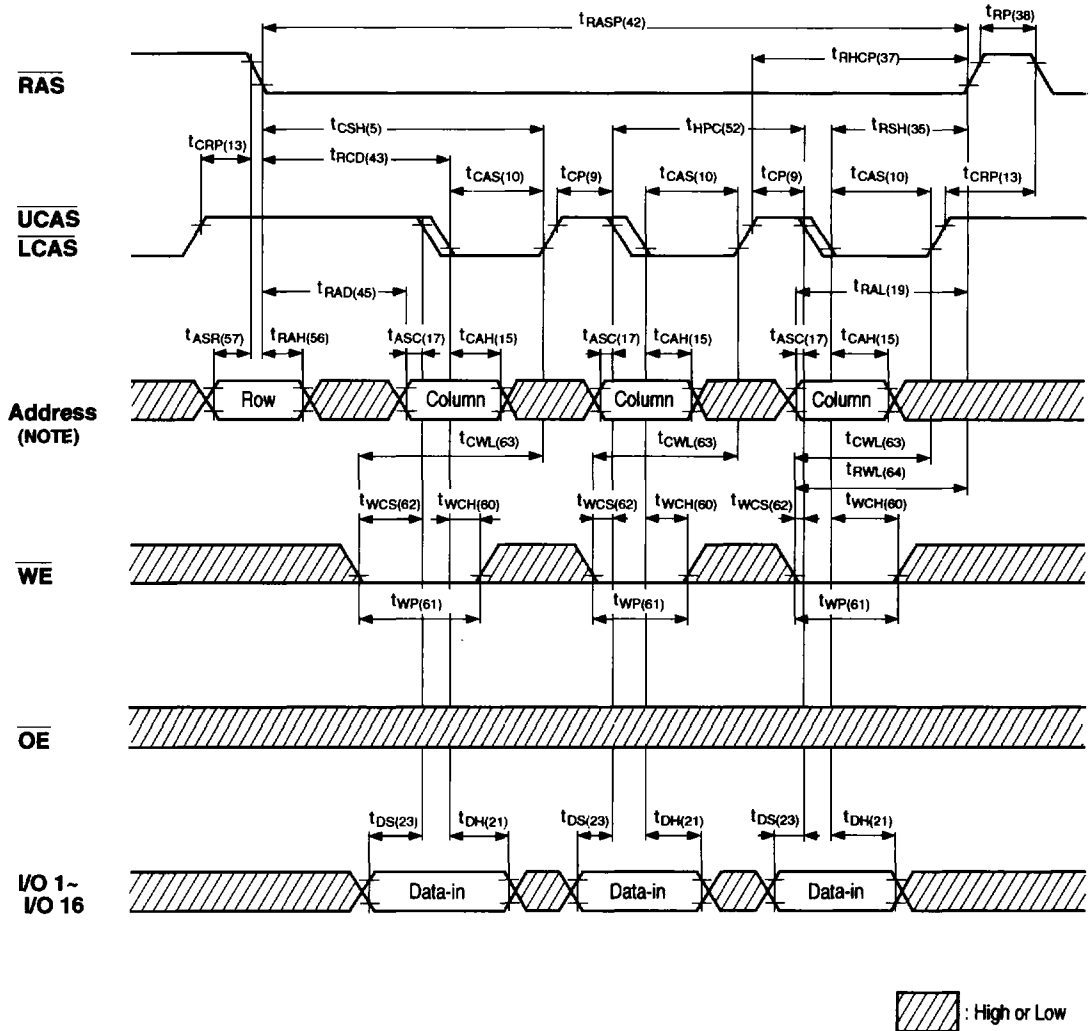 tRASP(42)
tRP(38)
tRHCP(37)
RAS
tCSH(5)
tHPC(52)
tRSH(35)
tCRP(13)
tRCD(43)
tCAS(10)
tCP(9)
tCAS(10)
tCP(9)
tCAS(10)
tCRP(13)
UCAS
LCAS
tRAD(45)
tRAL(19)
tASR(57)
tRAH(56)
tASC(17)
tCAH(15)
tASC(17)
tCAH(15)
tASC(17)
tCAH(15)
Address
(NOTE)
Row
Column
Column
Column
tCWL(63)
tCWL(63)
tCWL(63)
tRWL(64)
tWCS(62)
tWCH(60)
tWCS(62)
tWCH(60)
tWCS(62)
tWCH(60)
WE
tWP(61)
tWP(61)
tWP(61)
OE
tDS(23)
tDH(21)
tDS(23)
tDH(21)
tDS(23)
tDH(21)
I/O 1~
I/O 16
Data-in
Data-in
Data-in
: High or Low